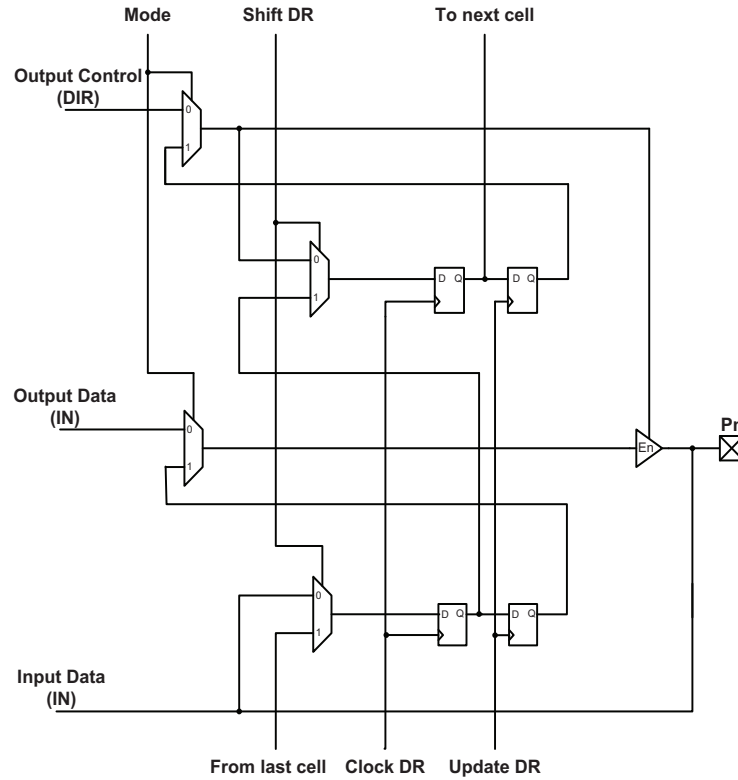 Mode
Shift DR
To next cell
Output Control
(DIR)
0
1
0
1
D Q
D Q
Output Data
(IN)
0
1
En
0
1
D Q
D Q
Input Data
(IN)
From last cell
Clock DR
Update DR